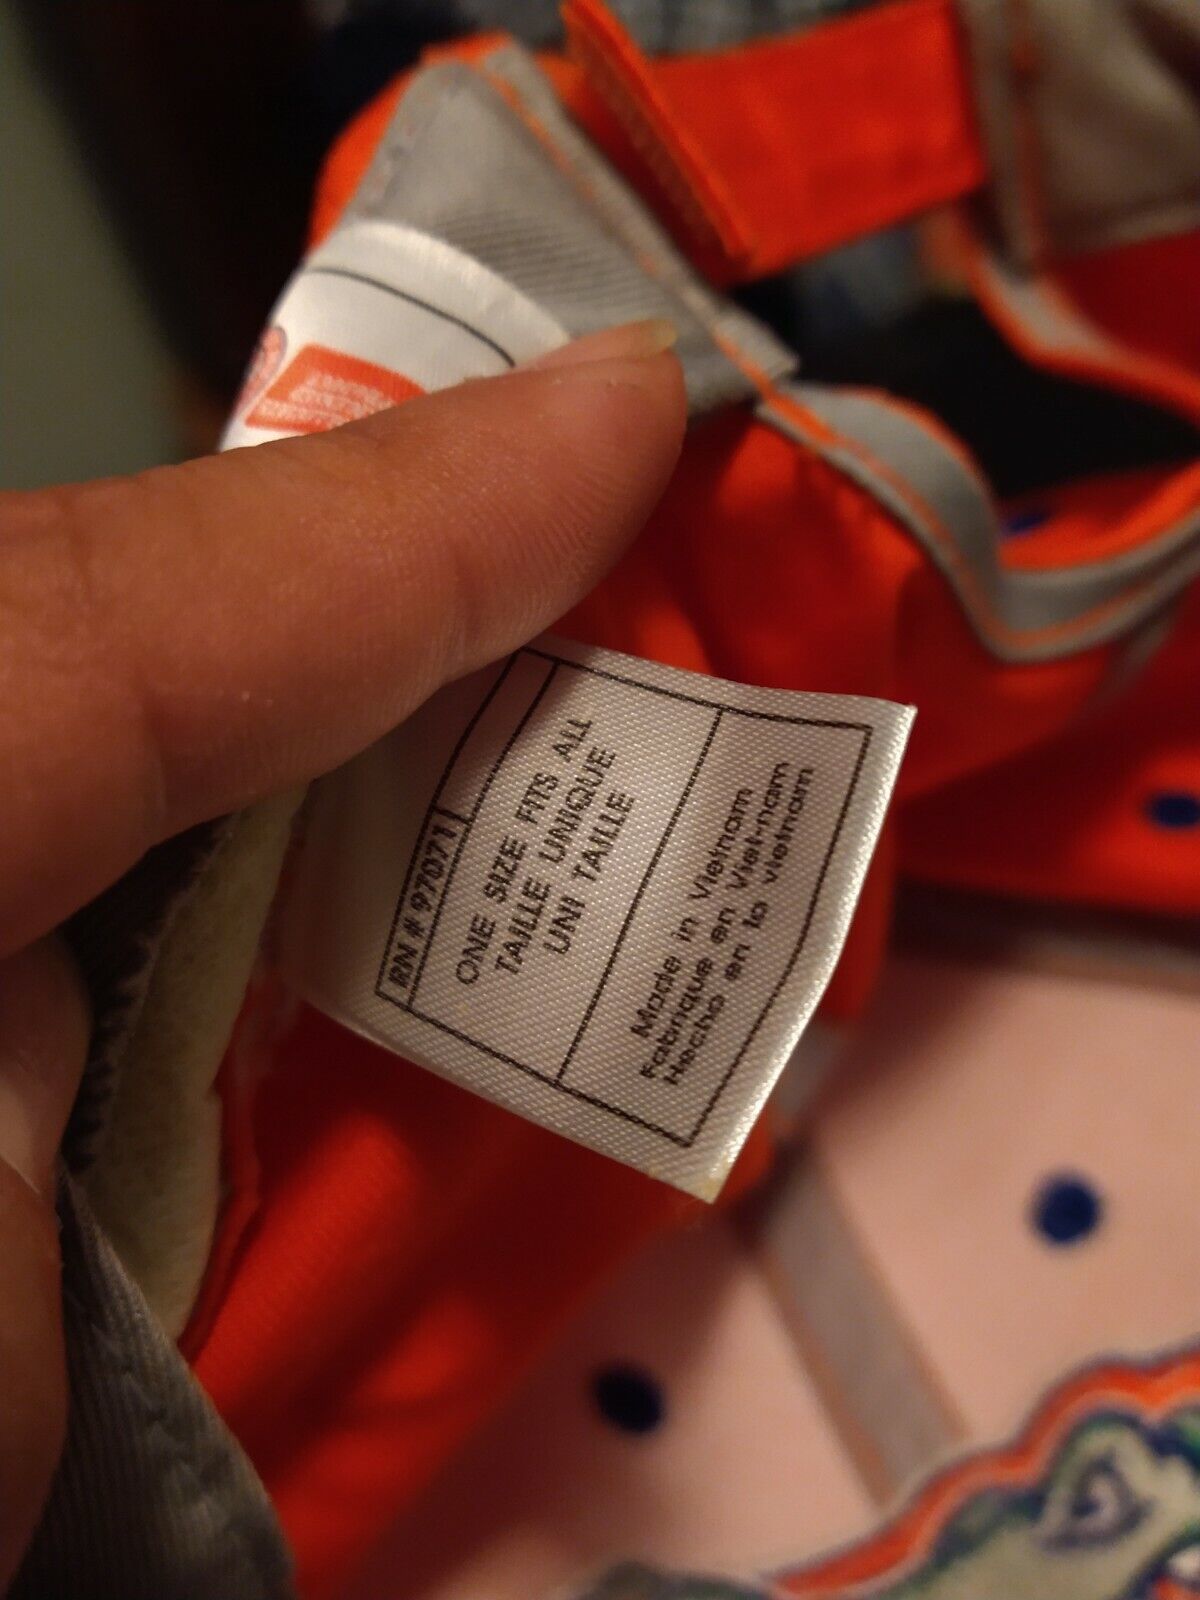 RN # 97071
ONE SIZE FITS ALL
TAILLE UNIQUE
UNI TAILLE
Made in Vietnam
Fabrique en Viet-nam
Hecho en lo vietnam